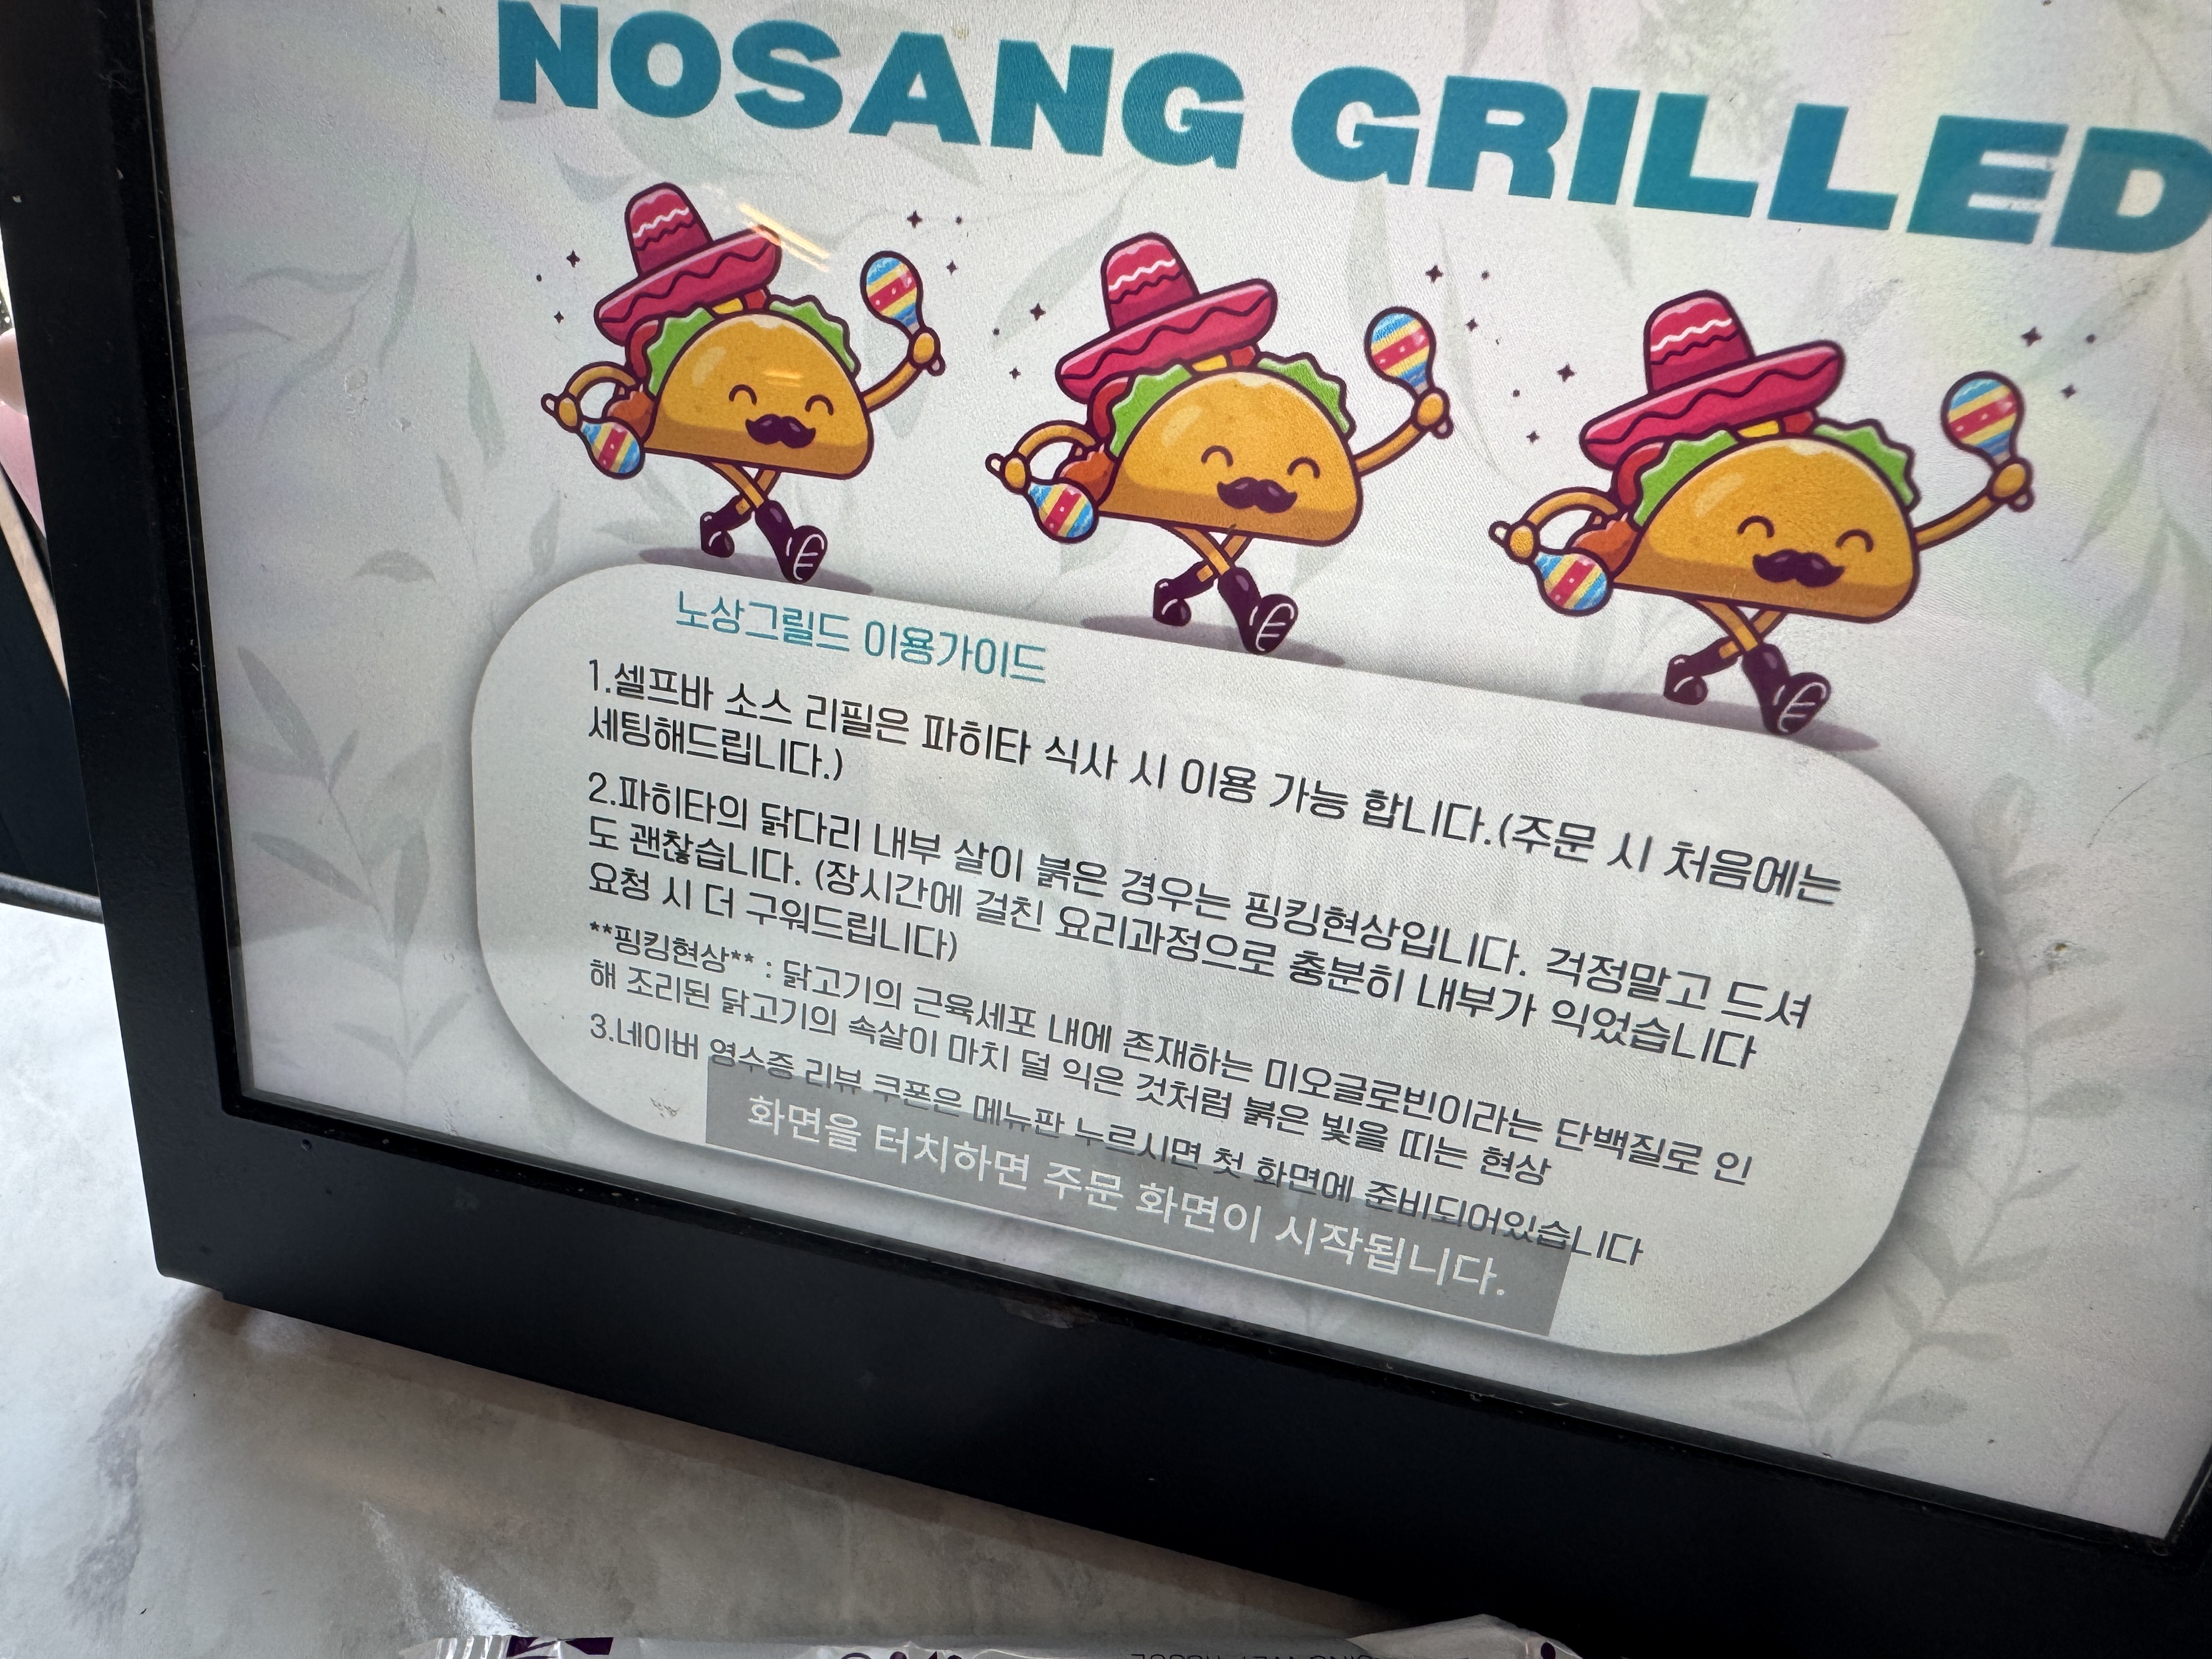 NOSANG GRILLED
노상그릴드 이용가이드
1.셀프바 소스 리필은 파히타 식사 시 이용 가능 합니다.(주문 시 처음에는
세팅해드립니다.)
2.파히타의 닭다리 내부 살이 붉은 경우는 핑킹현상입니다. 걱정말고 드셔
도 괜찮습니다. (장시간에 걸친 요리과정으로 충분히 내부가 익었습니다
요청 시 더 구워드립니다)
**핑킹현상** : 닭고기의 근육세포 내에 존재하는 미오글로빈이라는 단백질로 인
해 조리된 닭고기의 속살이 마치 덜 익은 것처럼 붉은 빛을 띠는 현상
3.네이버 영수증 리뷰 쿠폰은 메뉴판 누르시면 첫 화면에 준비되어있습니다
화면을 터치하면 주문 화면이 시작됩니다.